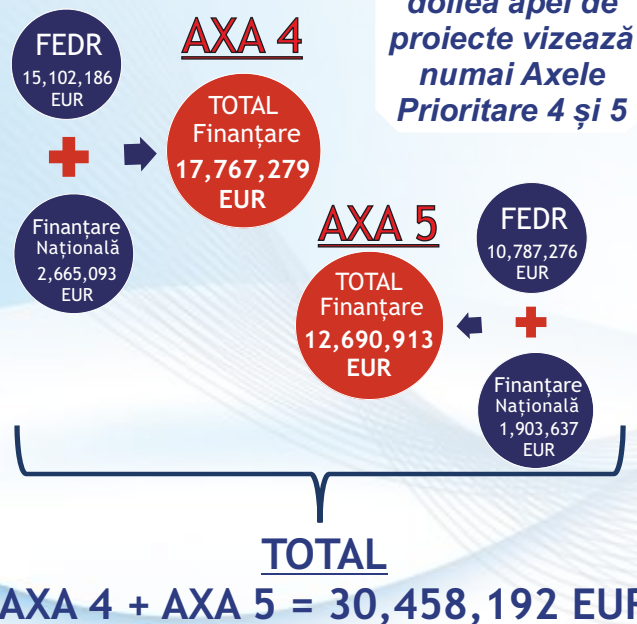 doilea apel de
proiecte vizează
numai Axele
Prioritare 4 și 5
AXA 4
FEDR
15,102,186
EUR
+
Finanțare
Națională
2,665,093
EUR
TOTAL
Finanțare
17,767,279
EUR
AXA 5
TOTAL
Finanțare
12,690,913
EUR
FEDR
10,787,276
EUR
+
Finanțare
Națională
1,903,637
EUR
TOTAL
AXA 4 + AXA 5 = 30,458,192 EUR